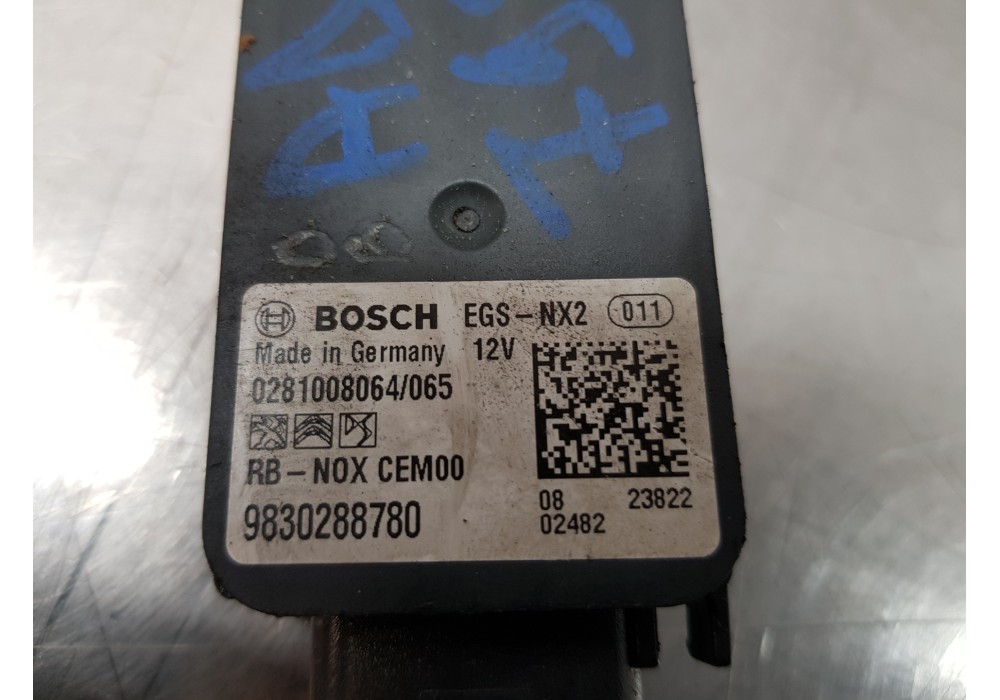 BOSCH EGS-NX2 011
Made in Germany 12V
0281008064/065
RB-NOX CEM00
9830288780
08 23822
02482